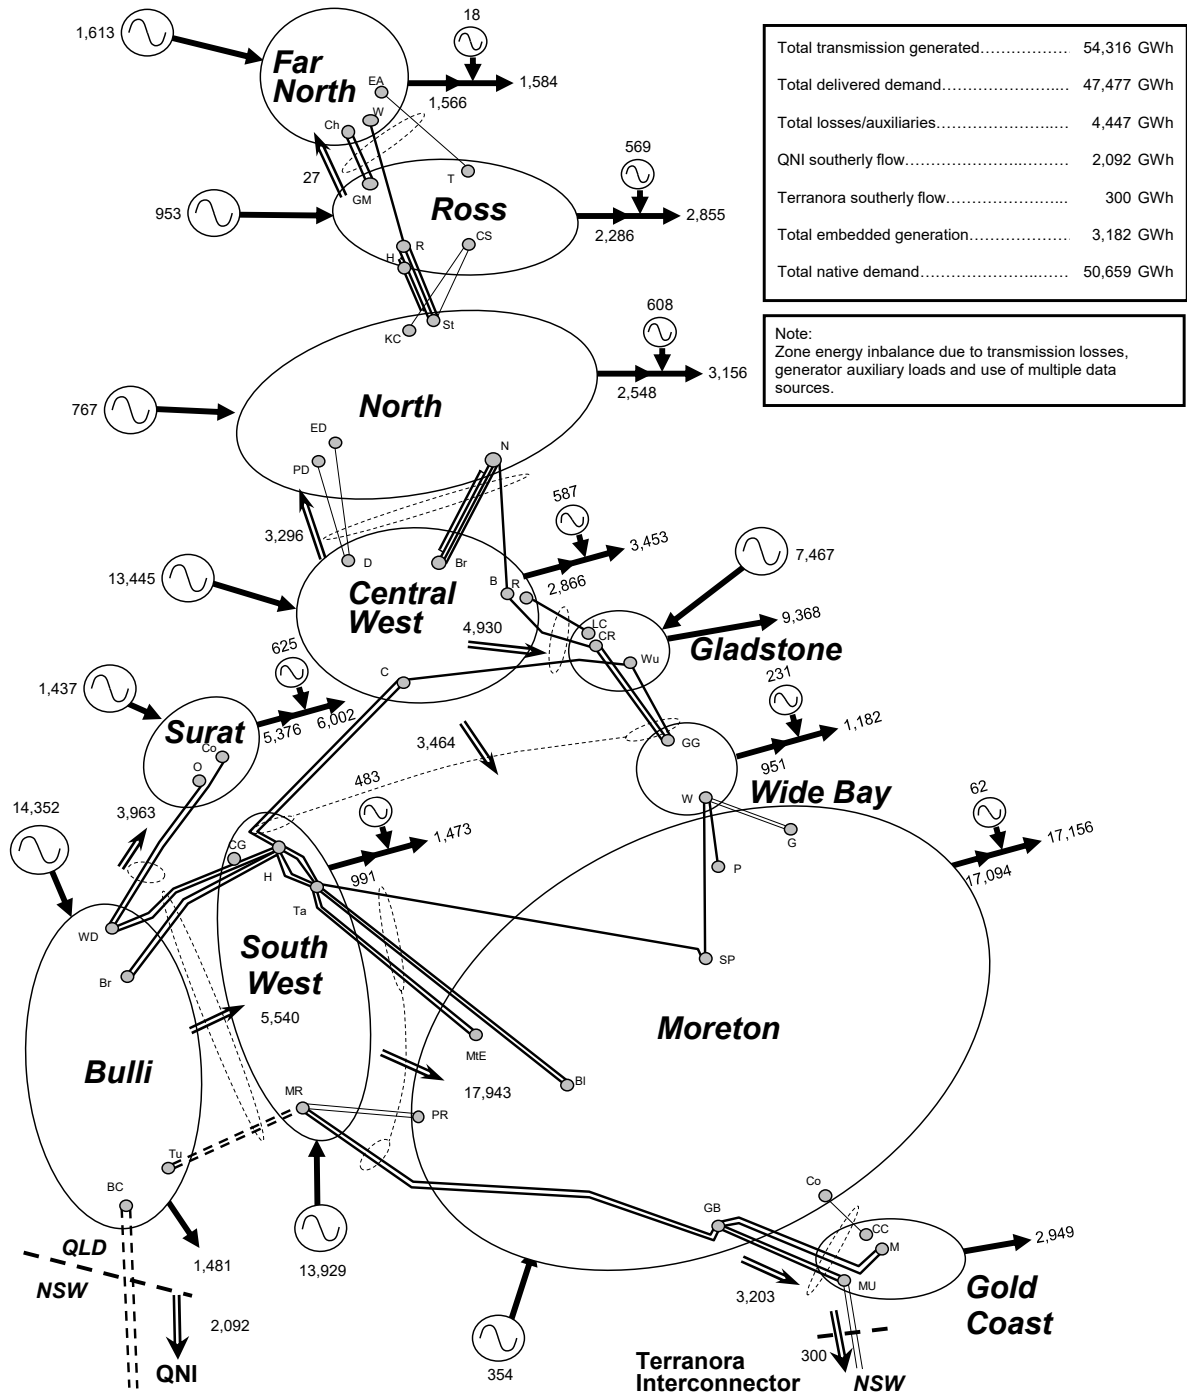 18
1,613
Far
North
EA
W
Ch
1,566
1,584
Total transmission generated……………… 54,316 GWh
Total delivered demand………………..…... 47,477 GWh
Total losses/auxiliaries…………………..…. 4,447 GWh
QNI southerly flow……………………..…….. 2,092 GWh
Terranora southerly flow…………………... 300 GWh
Total embedded generation………………… 3,182 GWh
Total native demand……………………..…… 50,659 GWh
Note:
Zone energy inbalance due to transmission losses,
generator auxiliary loads and use of multiple data
sources.
27
GM
T
569
953
Ross
2,855
2,286
R
CS
H
St
KC
608
3,156
2,548
767
North
ED
PD
N
3,296
587
3,453
2,866
7,467
13,445
D
Br
B
R
Central
West
4,930
LC
CR
Wu
9,368
Gladstone
625
C
1,437
Surat
Co
O
5,376
6,002
231
1,182
951
3,464
GG
Wide Bay
W
483
14,352
3,963
62
17,156
17,094
1,473
991
CG
H
G
P
Ta
WD
Br
South
West
5,540
SP
Moreton
Bulli
MtE
Bl
17,943
MR
PR
Tu
BC
QLD
NSW
1,481
13,929
2,092
QNI
Co
GB
CC
M
MU
2,949
Gold
Coast
3,203
354
300
Terranora
Interconnector
NSW